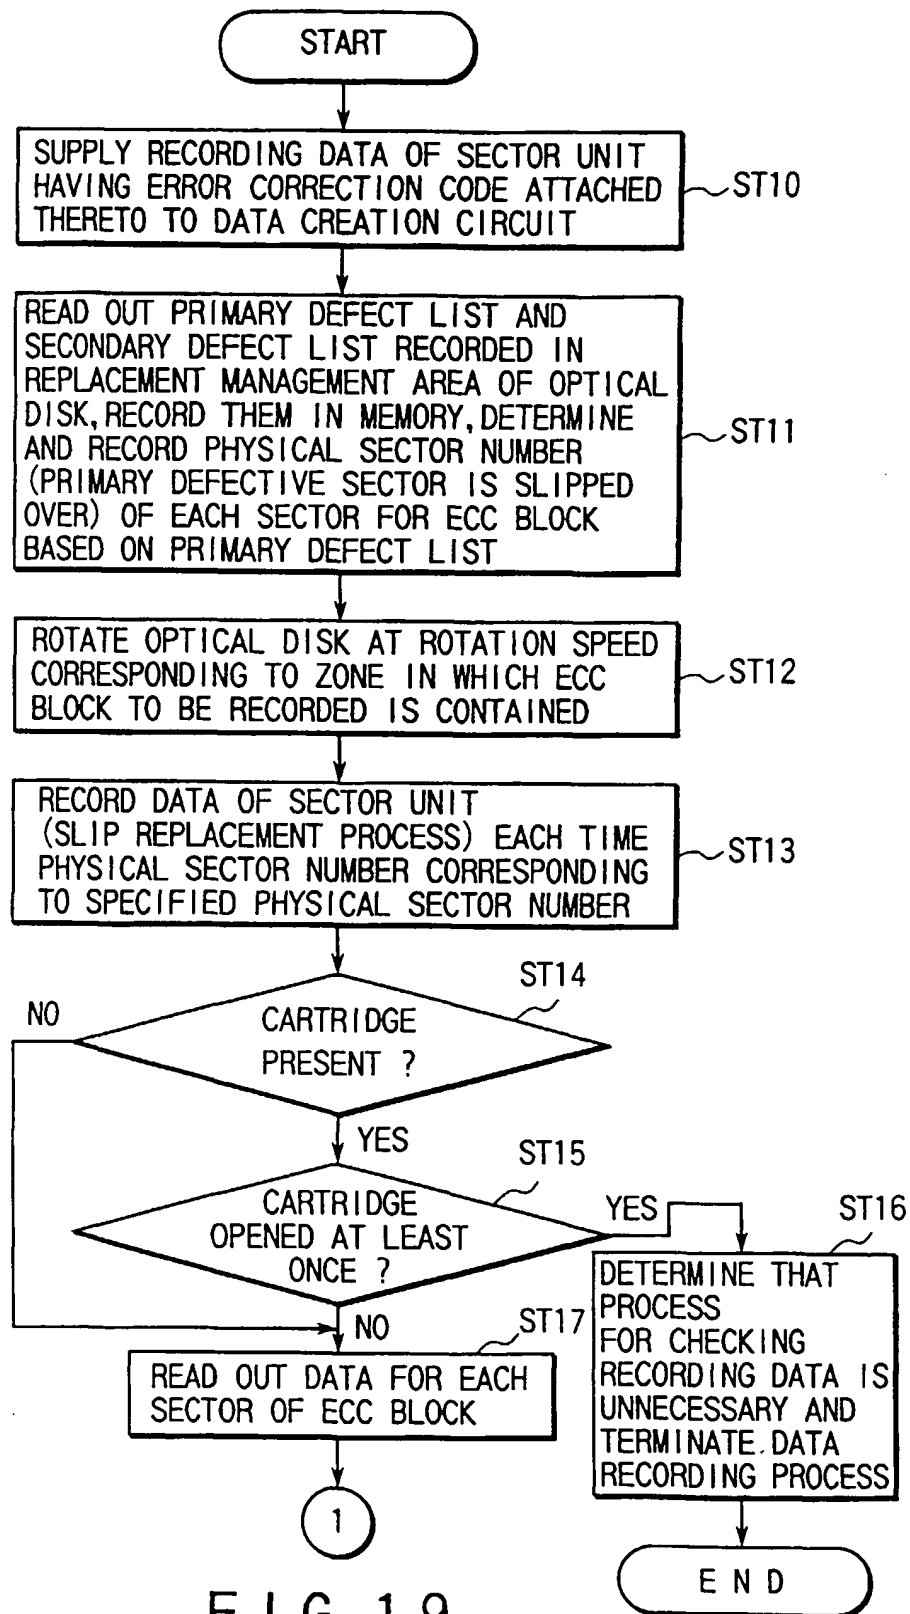 START
SUPPLY RECORDING DATA OF SECTOR UNIT
HAVING ERROR CORRECTION CODE ATTACHED
THERETO TO DATA CREATION CIRCUIT
ST10
READ OUT PRIMARY DEFECT LIST AND
SECONDARY DEFECT LIST RECORDED IN
REPLACEMENT MANAGEMENT AREA OF OPTICAL
DISK, RECORD THEM IN MEMORY, DETERMINE
AND RECORD PHYSICAL SECTOR NUMBER
(PRIMARY DEFECTIVE SECTOR IS SLIPPED
OVER) OF EACH SECTOR FOR ECC BLOCK
BASED ON PRIMARY DEFECT LIST
ST11
ROTATE OPTICAL DISK AT ROTATION SPEED
CORRESPONDING TO ZONE IN WHICH ECC
BLOCK TO BE RECORDED IS CONTAINED
ST12
RECORD DATA OF SECTOR UNIT
(SLIP REPLACEMENT PROCESS) EACH TIME
PHYSICAL SECTOR NUMBER CORRESPONDING
TO SPECIFIED PHYSICAL SECTOR NUMBER
ST13
ST14
NO
CARTRIDGE
PRESENT ?
YES
ST15
CARTRIDGE
OPENED AT LEAST
ONCE ?
YES
ST16
DETERMINE THAT
PROCESS
FOR CHECKING
RECORDING DATA IS
UNNECESSARY AND
TERMINATE DATA
RECORDING PROCESS
NO
ST17
READ OUT DATA FOR EACH
SECTOR OF ECC BLOCK
1
END
FIG. 19